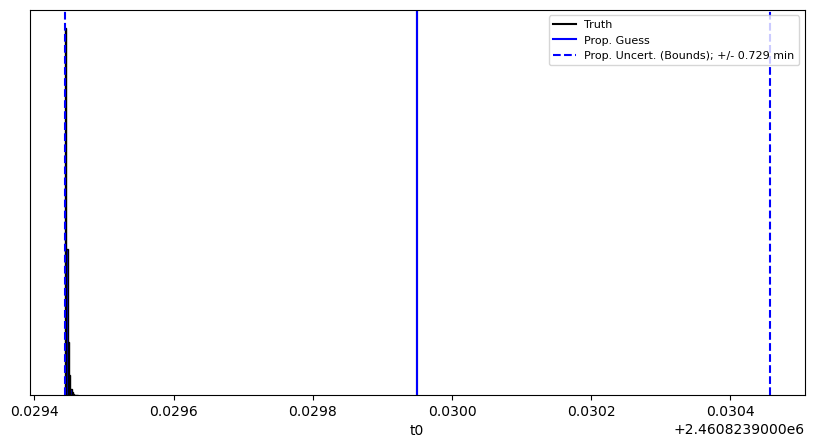 Truth
Prop. Guess
Prop. Uncert. (Bounds); +/- 0.729 min
0.0294 0.0296 0.0298 0.0300 0.0302 0.0304
t0
+2.4608239000e6